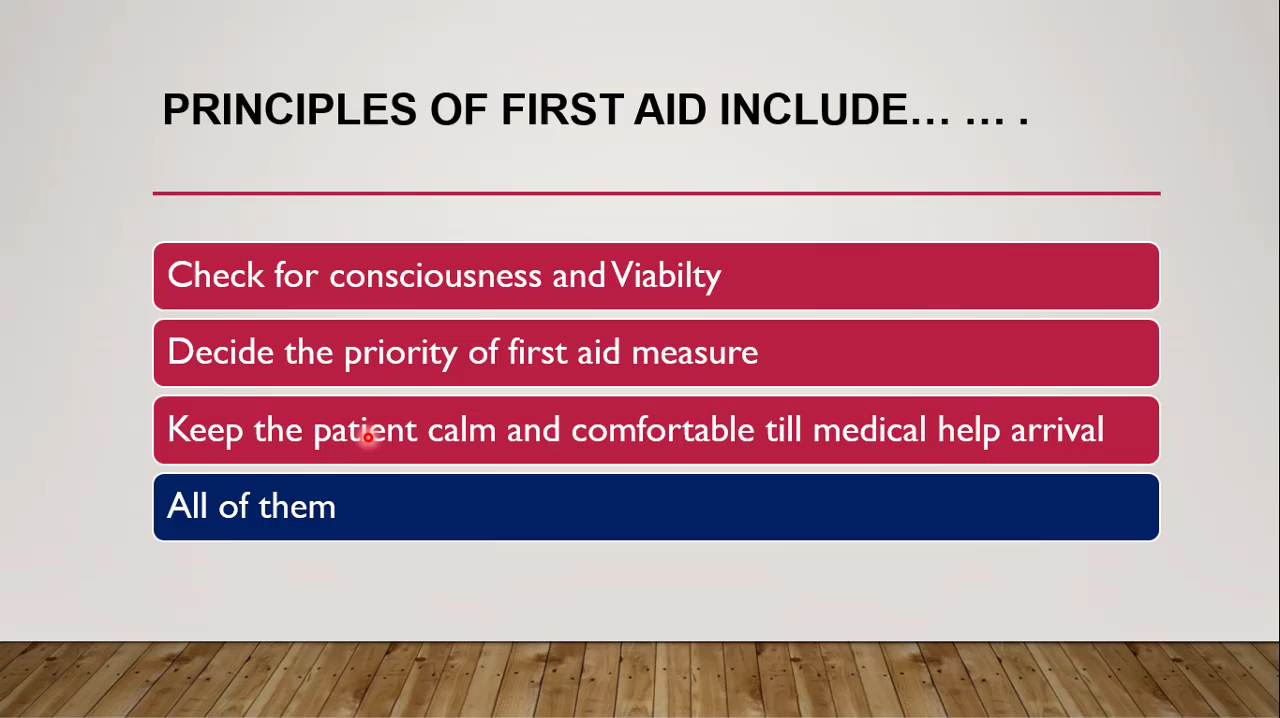 PRINCIPLES OF FIRST AID INCLUDE… … .
Check for consciousness and Viabilty
Decide the priority of first aid measure
Keep the patient calm and comfortable till medical help arrival
All of them